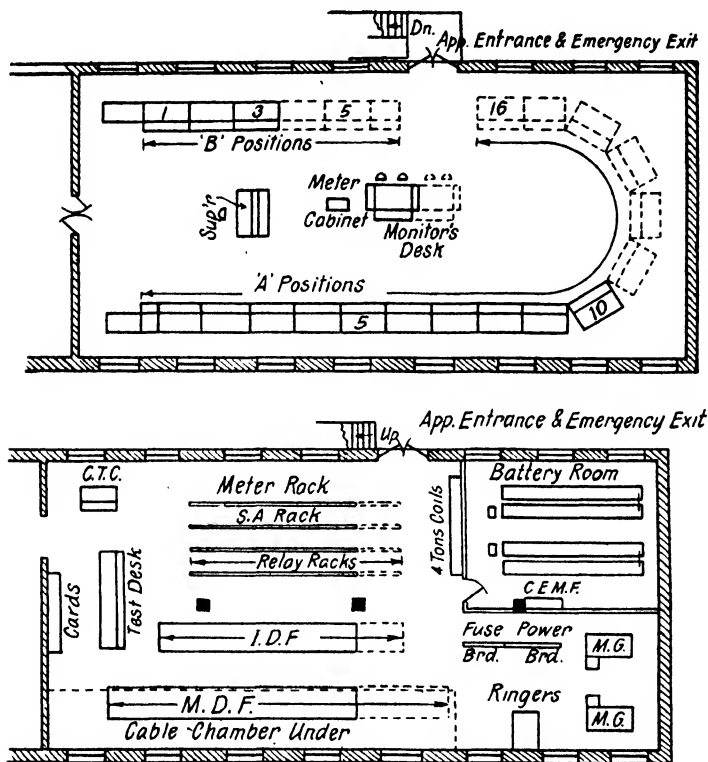 Dn.
App. Entrance & Emergency Exit
1 3 5 16
'B' Positions
Sup'r
Meter
Cabinet
Monitor's
Desk
'A' Positions
5 10
Up.
App. Entrance & Emergency Exit
C.T.C.
Meter Rack
S.A Rack
Relay Racks
Battery Room
4 Tons Coils
C E M.F.
Cards
Test Desk
I.D.F
Fuse Power
Brd. Brd.
M.G.
M. D. F.
Ringers
M.G.
Cable Chamber Under